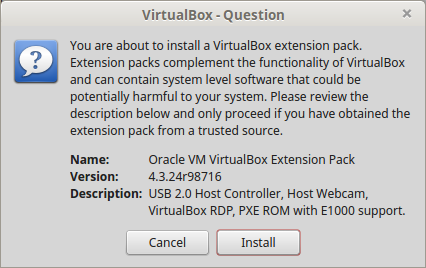 VirtualBox - Question
You are about to install a VirtualBox extension pack.
Extension packs complement the functionality of VirtualBox
and can contain system level software that could be
potentially harmful to your system. Please review the
description below and only proceed if you have obtained the
extension pack from a trusted source.
Name: Oracle VM VirtualBox Extension Pack
Version: 4.3.24r98716
Description: USB 2.0 Host Controller, Host Webcam,
VirtualBox RDP, PXE ROM with E1000 support.
Cancel Install